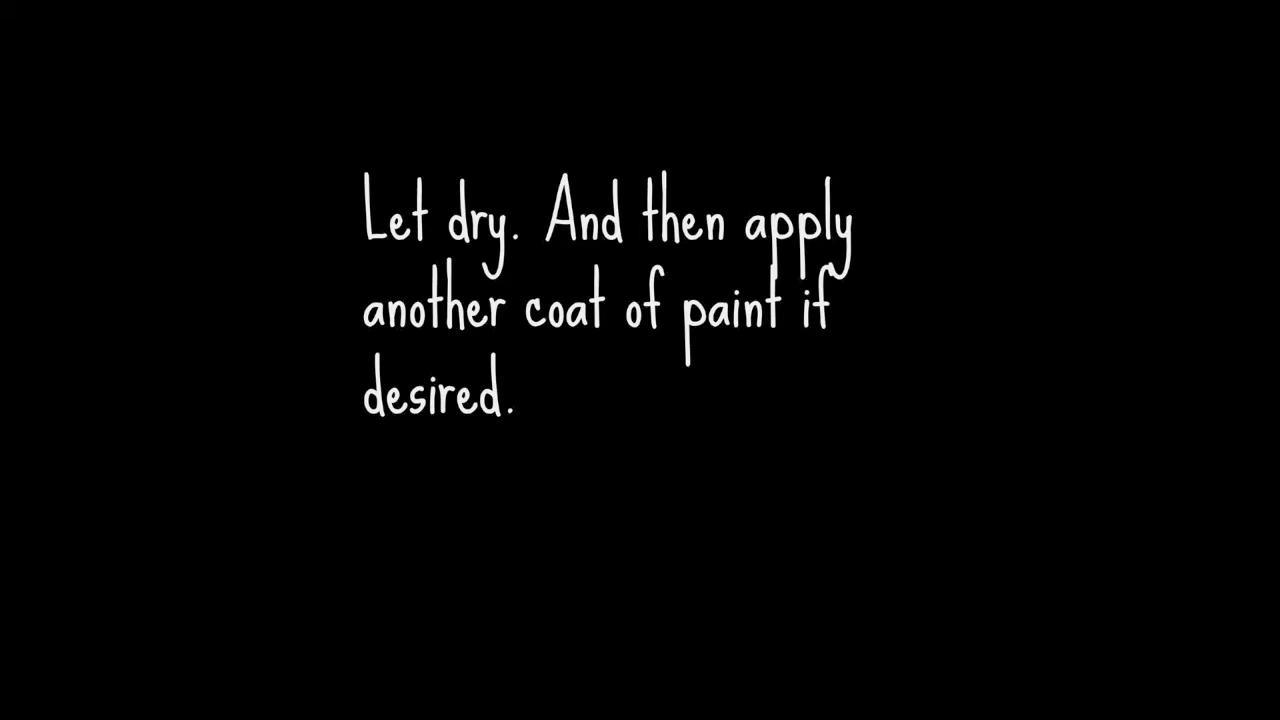 Let dry. And then apply
another coat of paint if
desired.